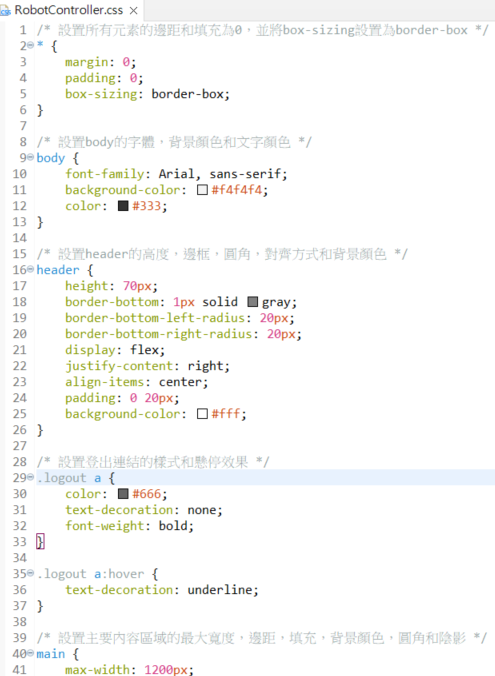 RobotController.css
1 /* 設置所有元素的邊距和填充為0，並將box-sizing設置為border-box */
2 * {
3 margin: 0;
4 padding: 0;
5 box-sizing: border-box;
6 }
7
8 /* 設置body的字體，背景顏色和文字顏色 */
9 body {
10 font-family: Arial, sans-serif;
11 background-color: #f4f4f4;
12 color: #333;
13 }
14
15 /* 設置header的高度，邊框，圓角，對齊方式和背景顏色 */
16 header {
17 height: 70px;
18 border-bottom: 1px solid gray;
19 border-bottom-left-radius: 20px;
20 border-bottom-right-radius: 20px;
21 display: flex;
22 justify-content: right;
23 align-items: center;
24 padding: 0 20px;
25 background-color: #fff;
26 }
27
28 /* 設置登出連結的樣式和懸停效果 */
29 .logout a {
30 color: #666;
31 text-decoration: none;
32 font-weight: bold;
33 }
34
35 .logout a:hover {
36 text-decoration: underline;
37 }
38
39 /* 設置主要內容區域的最大寬度，邊距，填充，背景顏色，圓角和陰影 */
40 main {
41 max-width: 1200px;